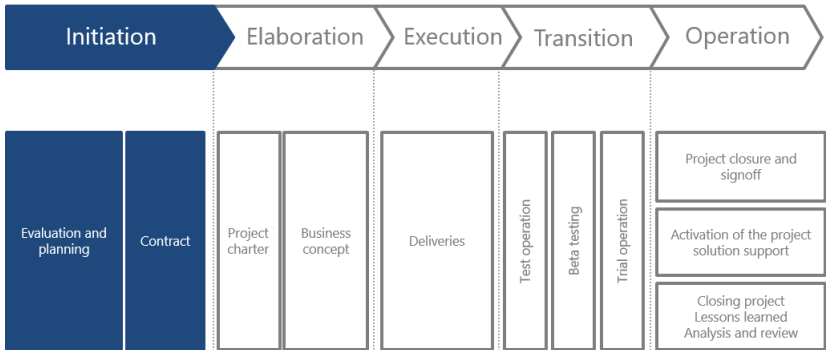 Initiation
Elaboration
Execution
Transition
Operation
Evaluation and
planning
Contract
Project
charter
Business
concept
Deliveries
Test operation
Beta testing
Trial operation
Project closure and
signoff
Activation of the project
solution support
Closing project
Lessons learned
Analysis and review